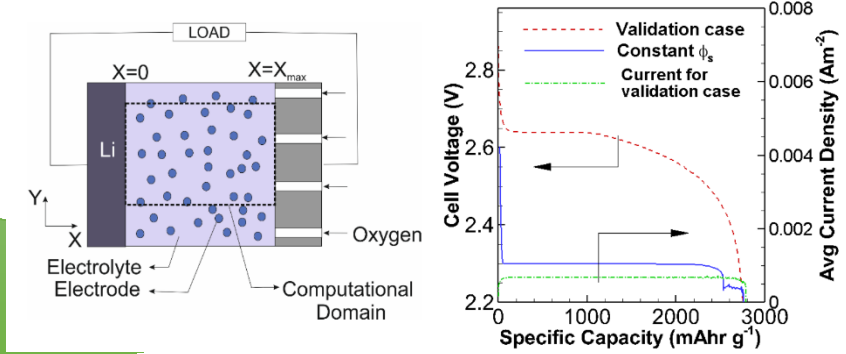 LOAD
X=0
X=Xmax
Li
Y
X
Oxygen
Electrolyte
Electrode
Computational
Domain
Cell Voltage (V)
2.8
2.6
2.4
2.2
Validation case
Constant ϕs
Current for
validation case
0.008
0.006
0.004
0.002
0
Avg Current Density (Am-2)
0
1000
2000
3000
Specific Capacity (mAhr g-1)